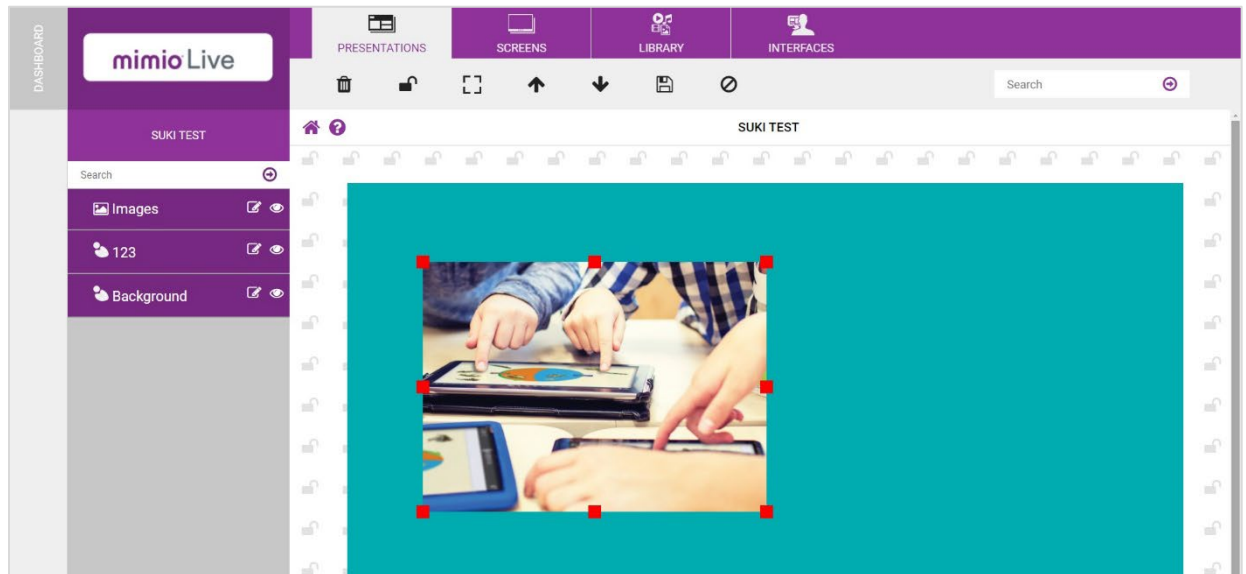 DASHBOARD
mimio Live
PRESENTATIONS
SCREENS
LIBRARY
INTERFACES
Search
SUKI TEST
SUKI TEST
Search
Images
123
Background